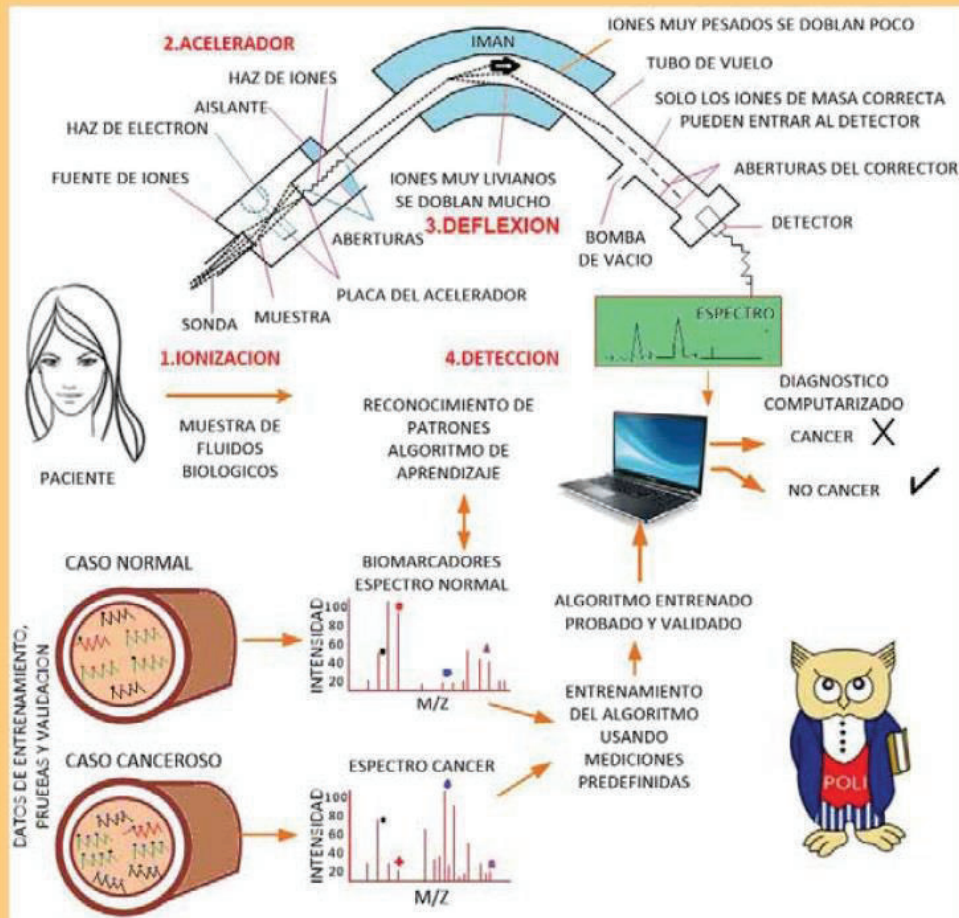 IONES MUY PESADOS SE DOBLAN POCO
IMAN
2.ACELERADOR
TUBO DE VUELO
HAZ DE IONES
AISLANTE
SOLO LOS IONES DE MASA CORRECTA
PUEDEN ENTRAR AL DETECTOR
HAZ DE ELECTRON
FUENTE DE IONES
IONES MUY LIVIANOS
SE DOBLAN MUCHO
ABERTURAS DEL CORRECTOR
3.DEFLEXION
ABERTURAS
DETECTOR
BOMBA
DE VACIO
PLACA DEL ACELERADOR
SONDA
MUESTRA
ESPECTRO
1.IONIZACION
4.DETECCION
MUESTRA DE
FLUIDOS
BIOLOGICOS
PACIENTE
RECONOCIMIENTO DE
PATRONES
ALGORITMO DE
APRENDIZAJE
DIAGNOSTICO
COMPUTARIZADO
CANCER X
NO CANCER ✓
DATOS DE ENTRENAMIENTO,
PRUEBAS Y VALIDACION
CASO NORMAL
BIOMARCADORES
ESPECTRO NORMAL
INTENSIDAD
100
80
60
40
20
M/Z
ALGORITMO ENTRENADO
PROBADO Y VALIDADO
ENTRENAMIENTO
DEL ALGORITMO
USANDO
MEDICIONES
PREDEFINIDAS
CASO CANCEROSO
ESPECTRO CANCER
INTENSIDAD
100
80
60
40
20
M/Z
POLI